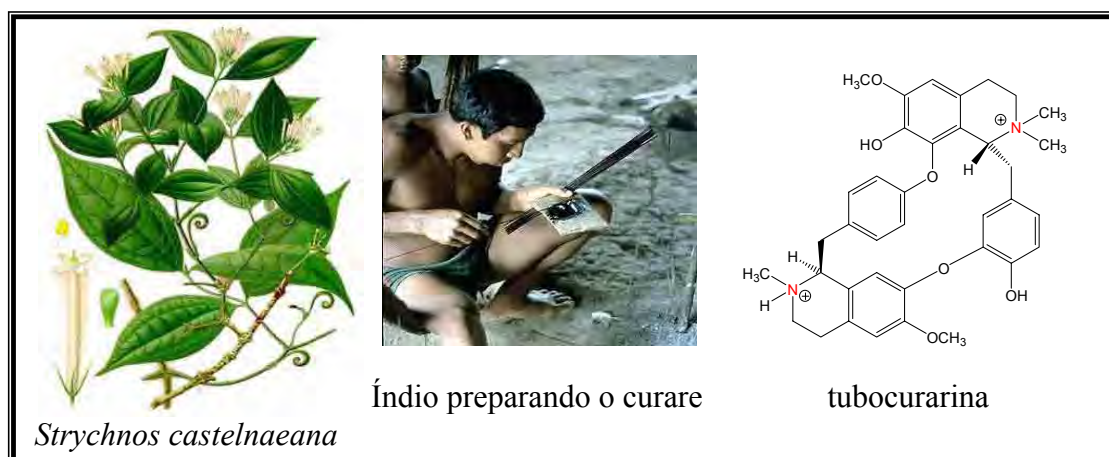 Strychnos castelnaeana
Índio preparando o curare
tubocurarina
H₃CO
HO
O
H
N
⊕
CH₃
CH₃
H
H₃C
N
⊕
H
O
OH
OCH₃